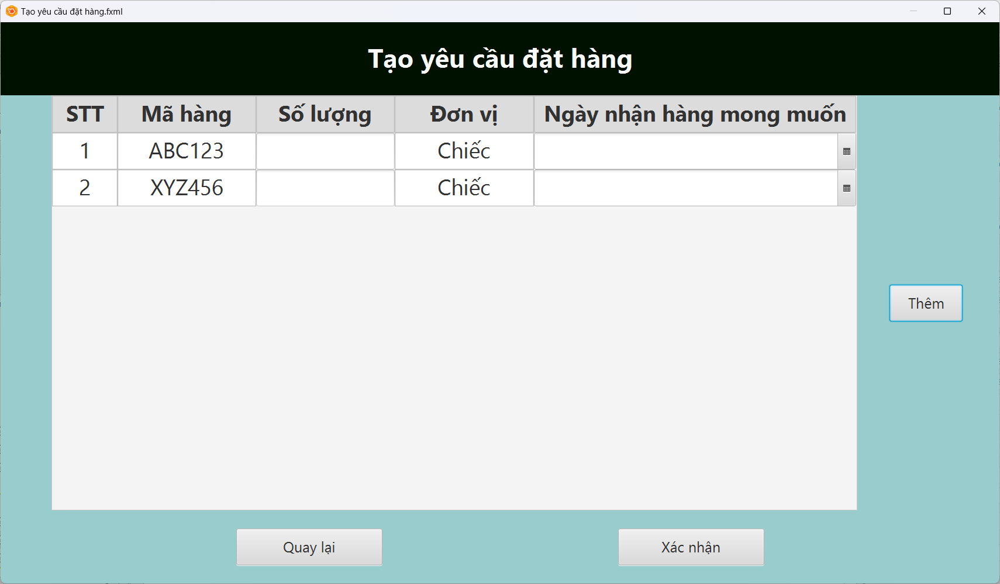 Tạo yêu cầu đặt hàng.fxml
Tạo yêu cầu đặt hàng
STT Mã hàng Số lượng Đơn vị Ngày nhận hàng mong muốn
1 ABC123 Chiếc
2 XYZ456 Chiếc
Thêm
Quay lại Xác nhận